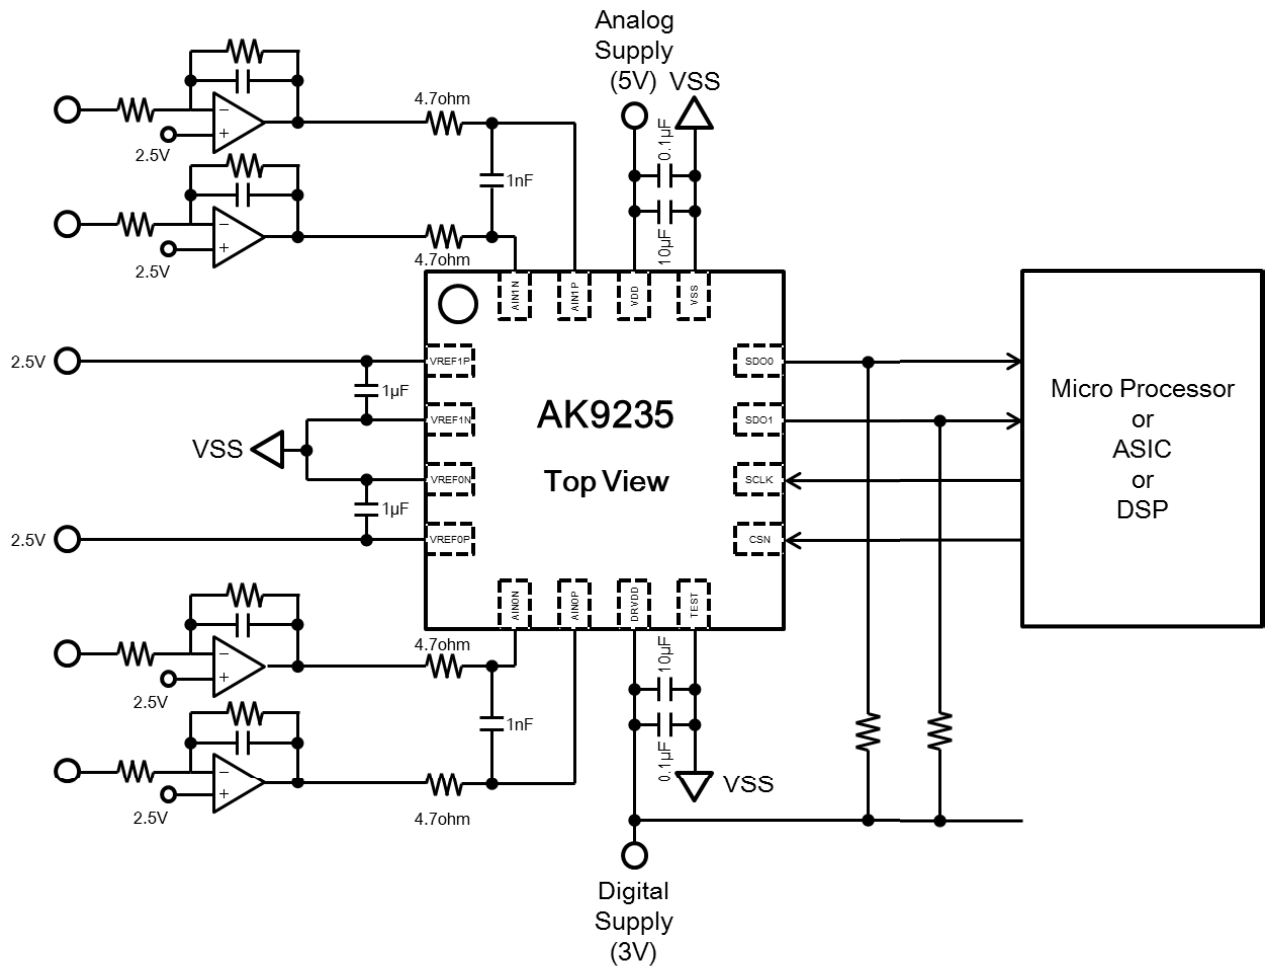 Analog
Supply
(5V)
VSS
4.7ohm
0.1µF
2.5V
1nF
10µF
2.5V
4.7ohm
AIN1N
AIN1P
VDD
VSS
2.5V
VREF1P
SDO0
1µF
Micro Processor
or
ASIC
or
DSP
AK9235
VREF1N
SDO1
VSS
Top View
VREF0N
SCLK
1µF
2.5V
VREF0P
CSN
AIN0N
AIN0P
DRVDD
TEST
4.7ohm
10µF
2.5V
1nF
0.1µF
VSS
2.5V
4.7ohm
Digital
Supply
(3V)
−
+
−
+
−
+
−
+